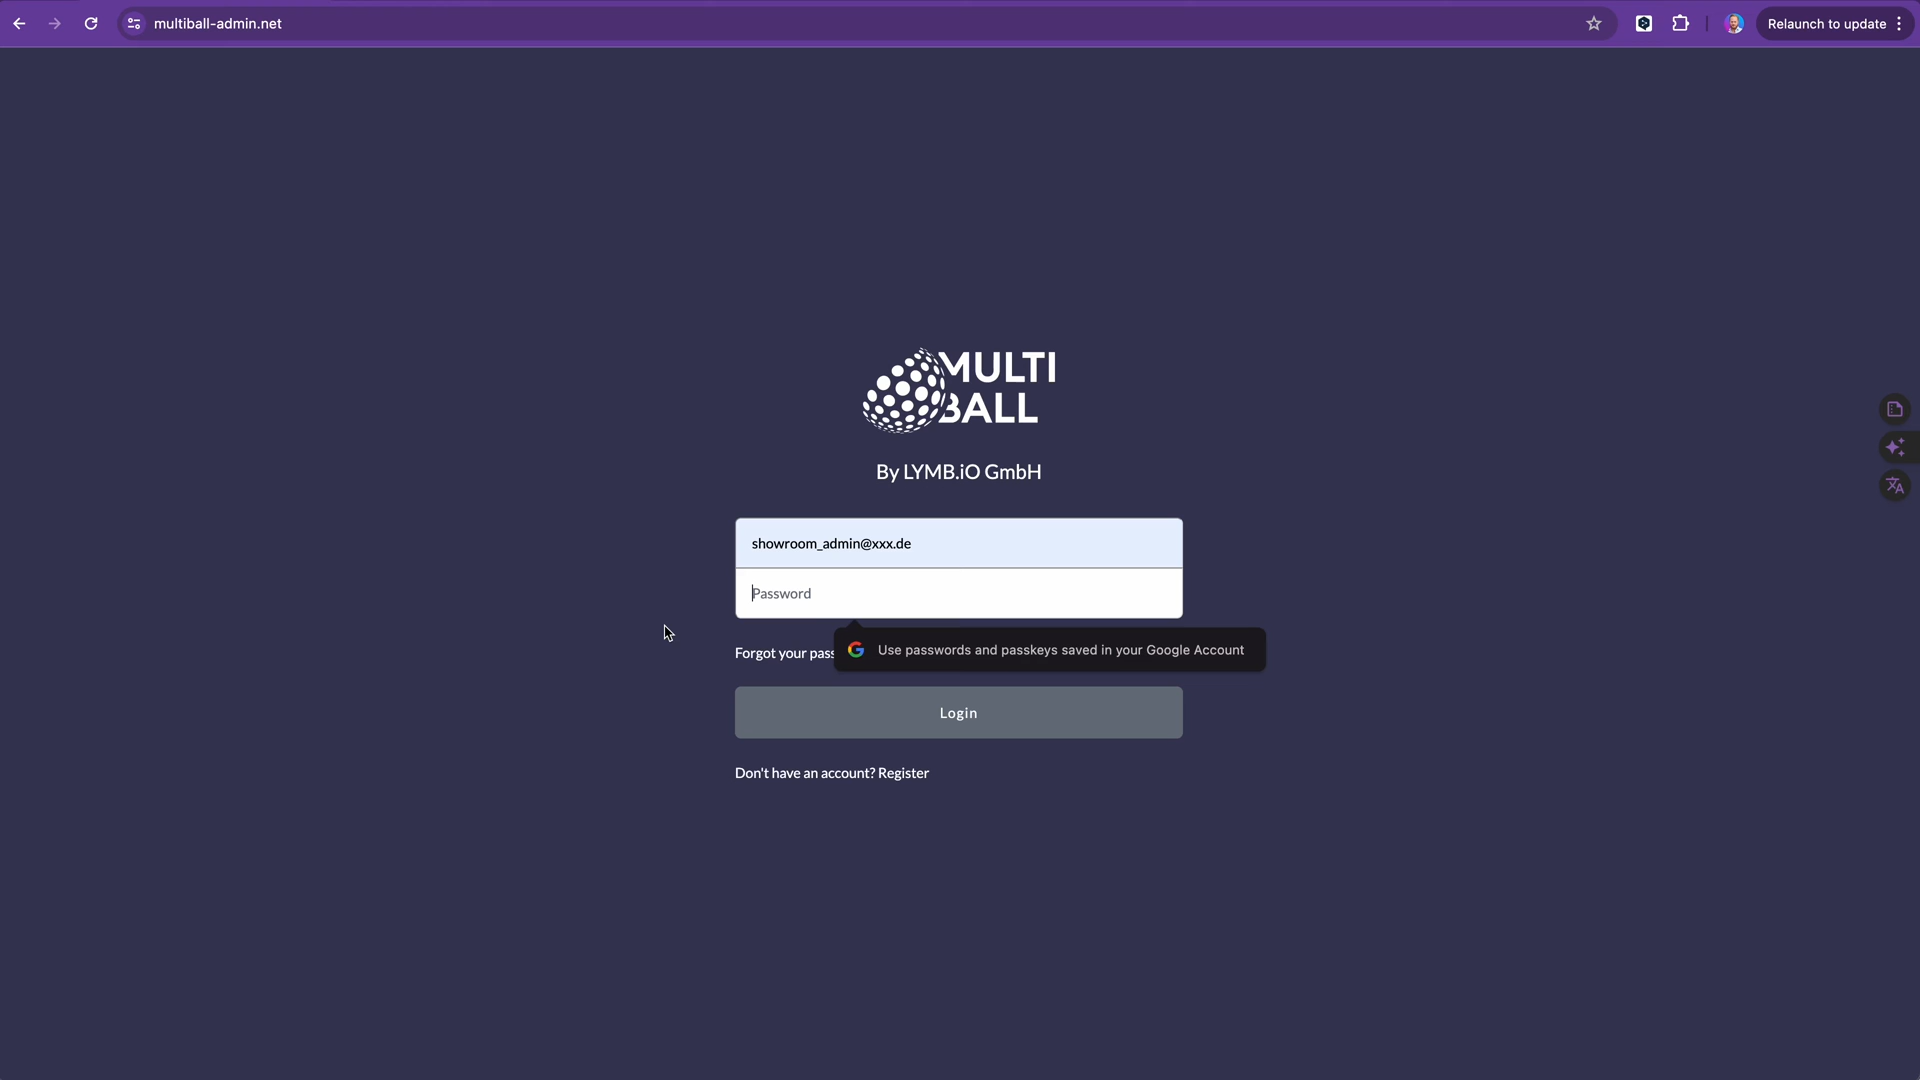 multiball-admin.net
Relaunch to update
MULTI
BALL
By LYMB.iO GmbH
showroom_admin@xxx.de
Password
Forgot your pass
Use passwords and passkeys saved in your Google Account
Login
Don't have an account? Register